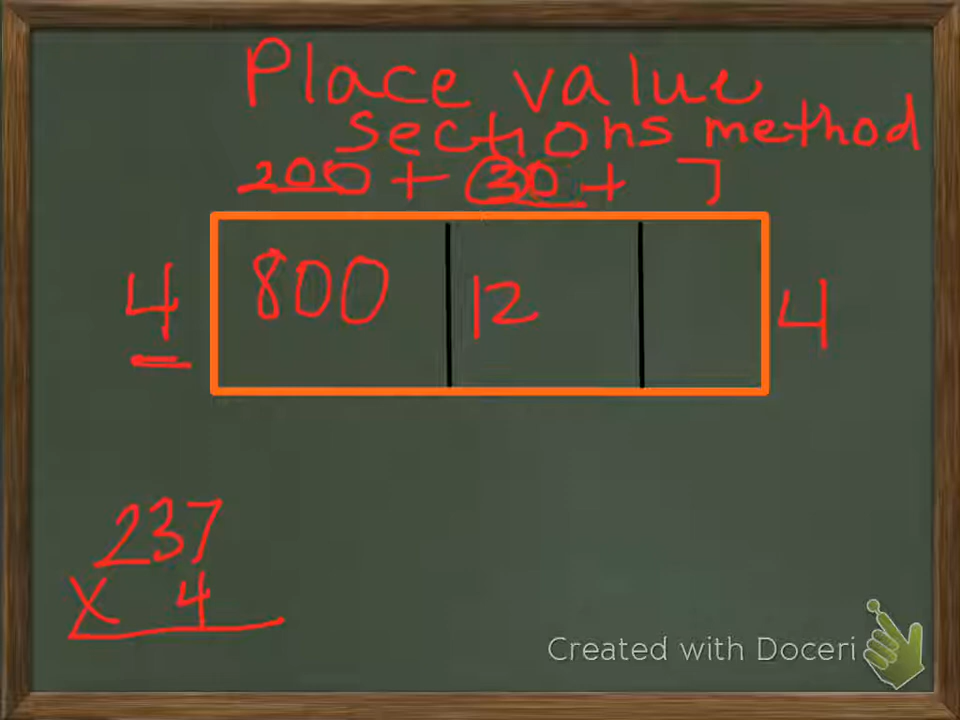 Place value
sections method
200 + 30 + 7
4 800 12 4
237
X 4
Created with Doceri